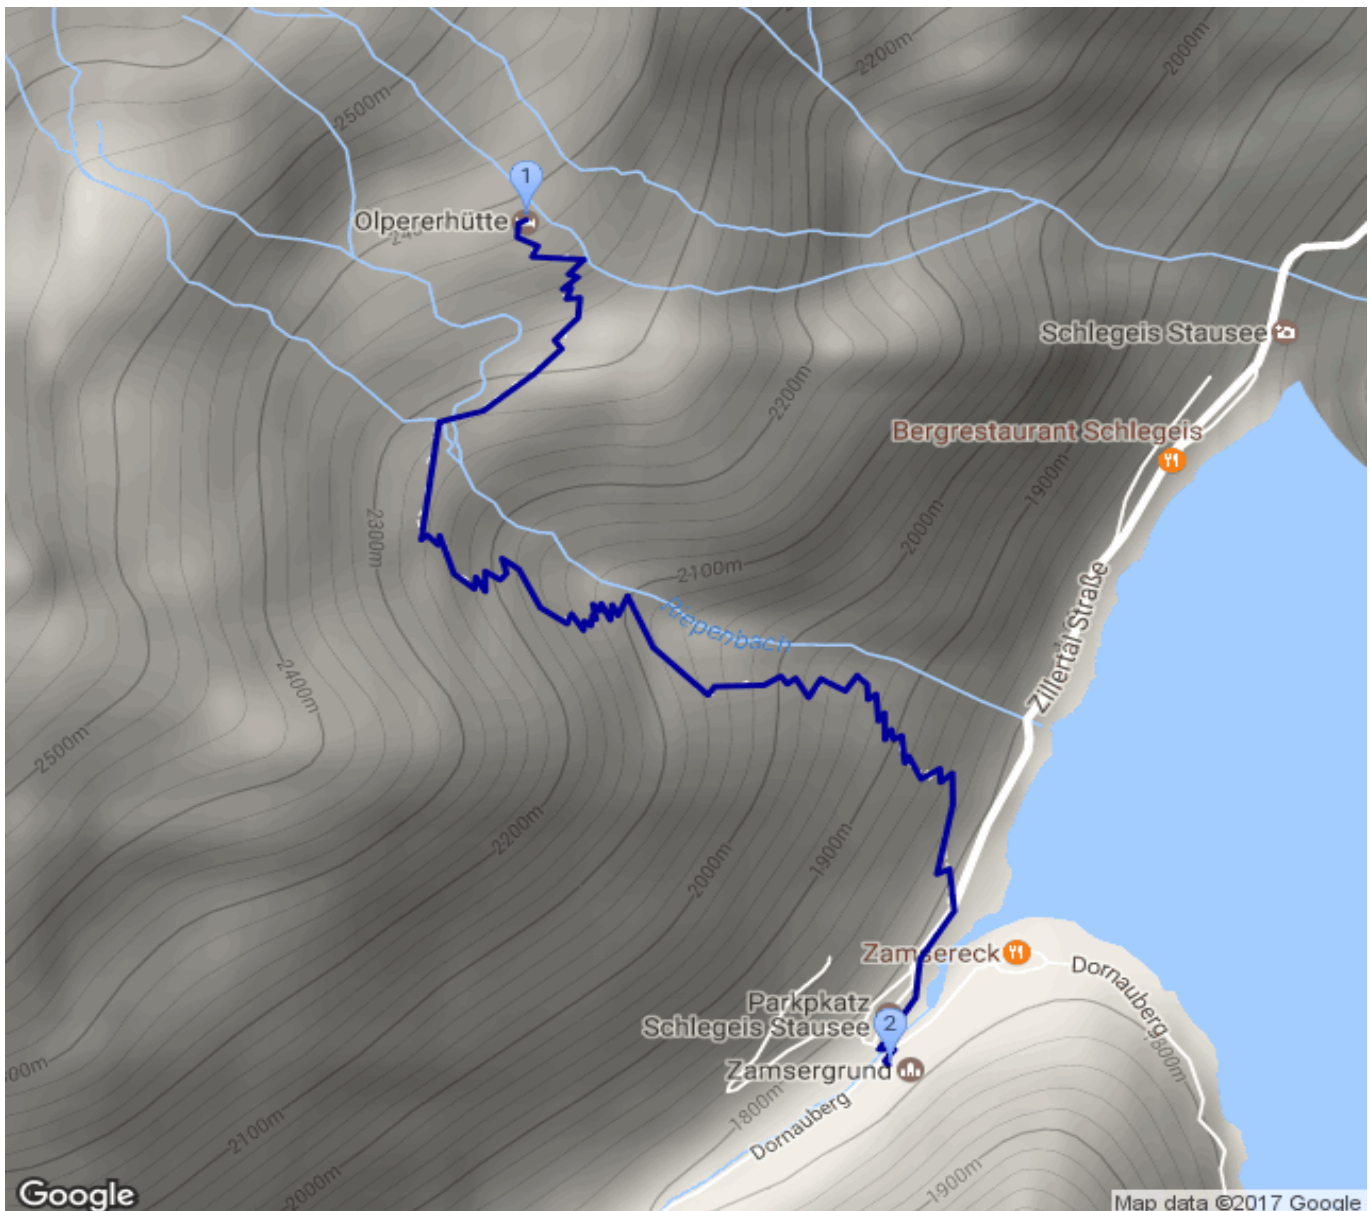 2200m
2000m
2500m
1
Olpererhütte
Schlegeis Stausee
2200m
Bergrestaurant Schlegeis
1900m
2000m
2300m
2100m
Riepenbach
Zillertal Straße
2400m
2500m
2200m
1900m
2000m
Zamsereck
Dornauberg
Parkpkatz
Schlegeis Stausee
2
1800m
Zamsergrund
1800m
Dornauberg
2100m
2000m
1900m
Google
Map data ©2017 Google